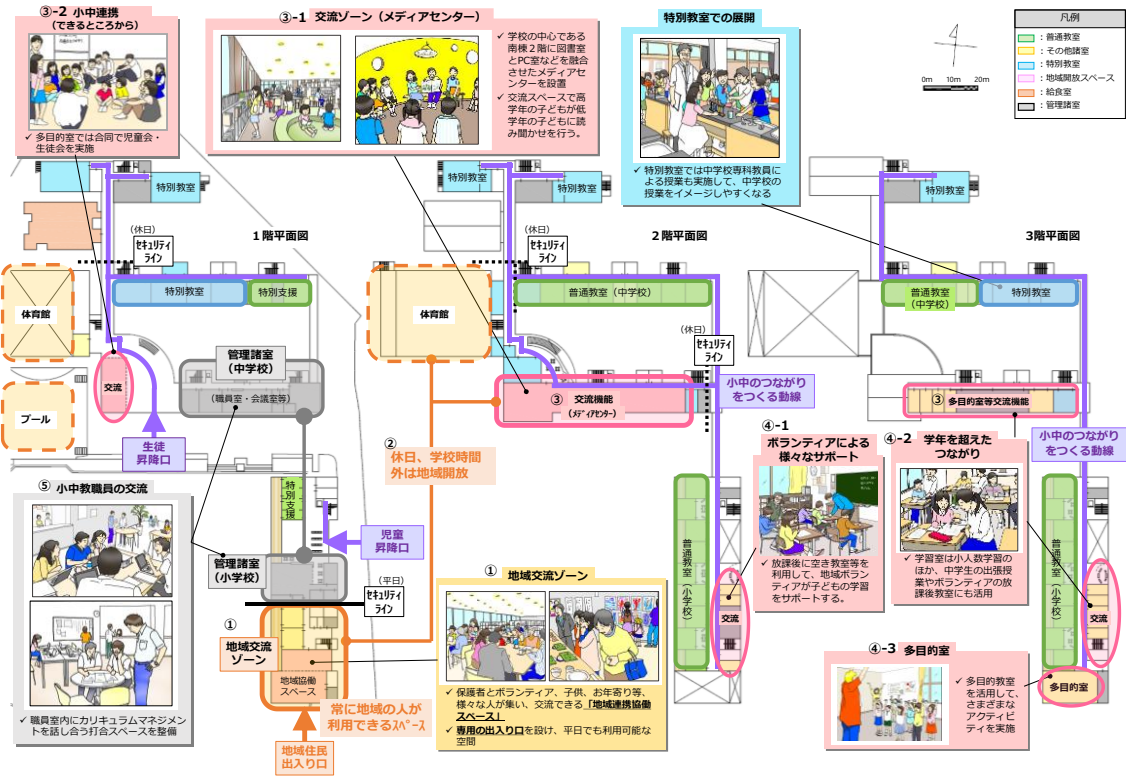 ③-2 小中連携
(できるところから)
✓ 多目的室では合同で児童会・
生徒会を実施
③-1 交流ゾーン（メディアセンター）
✓ 学校の中心である
南棟２階に図書室
とPC室などを融合
させたメディアセ
ンターを設置
✓ 交流スペースで高
学年の子どもが低
学年の子どもに読
み聞かせを行う。
特別教室での展開
✓ 特別教室では中学校専科教員に
よる授業も実施して、中学校の
授業をイメージしやすくなる
0m 10m 20m
凡例
：普通教室
：その他諸室
：特別教室
：地域開放スペース
：給食室
：管理諸室
1階平面図
特別教室
(休日)
ｾｷｭﾘﾃｨ
ﾗｲﾝ
特別教室
特別支援
体育館
プール
交流
管理諸室
（中学校）
（職員室・会議室等）
生徒
昇降口
特別支援
児童
昇降口
管理諸室
（小学校）
(平日)
ｾｷｭﾘﾃｨ
ﾗｲﾝ
①
地域交流
ゾーン
地域協働
スペース
常に地域の人が
利用できるｽﾍﾟｰｽ
地域住民
出入り口
2階平面図
特別教室
特別教室
(休日)
ｾｷｭﾘﾃｨ
ﾗｲﾝ
普通教室（中学校）
体育館
(休日)
ｾｷｭﾘﾃｨ
ﾗｲﾝ
③ 交流機能
（ﾒﾃﾞｨｱｾﾝﾀｰ）
小中のつながり
をつくる動線
②
休日、学校時間
外は地域開放
普通教室（小学校）
交流
3階平面図
特別教室
普通教室
（中学校）
特別教室
③ 多目的室等交流機能
小中のつながり
をつくる動線
普通教室（小学校）
交流
多目的室
④-1
ボランティアによる
様々なサポート
✓ 放課後に空き教室等を
利用して、地域ボラン
ティアが子どもの学習
をサポートする。
④-2 学年を超えた
つながり
✓ 学習室は小人数学習の
ほか、中学生の出張授
業やボランティアの放
課後教室にも活用
④-3 多目的室
✓ 多目的教室
を活用して、
さまざまな
アクティビ
ティを実施
⑤ 小中教職員の交流
✓ 職員室内にカリキュラムマネジメン
トを話し合う打合スペースを整備
① 地域交流ゾーン
✓ 保護者とボランティア、子供、お年寄り等、
様々な人が集い、交流できる「地域連携協働
スペース」
✓ 専用の出入り口を設け、平日でも利用可能な
空間